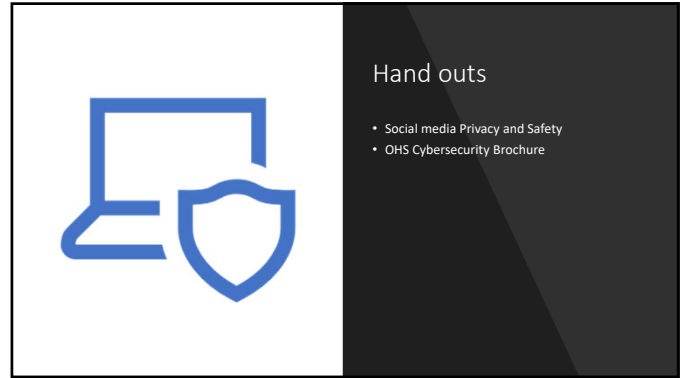 Hand outs
• Social media Privacy and Safety
• OHS Cybersecurity Brochure